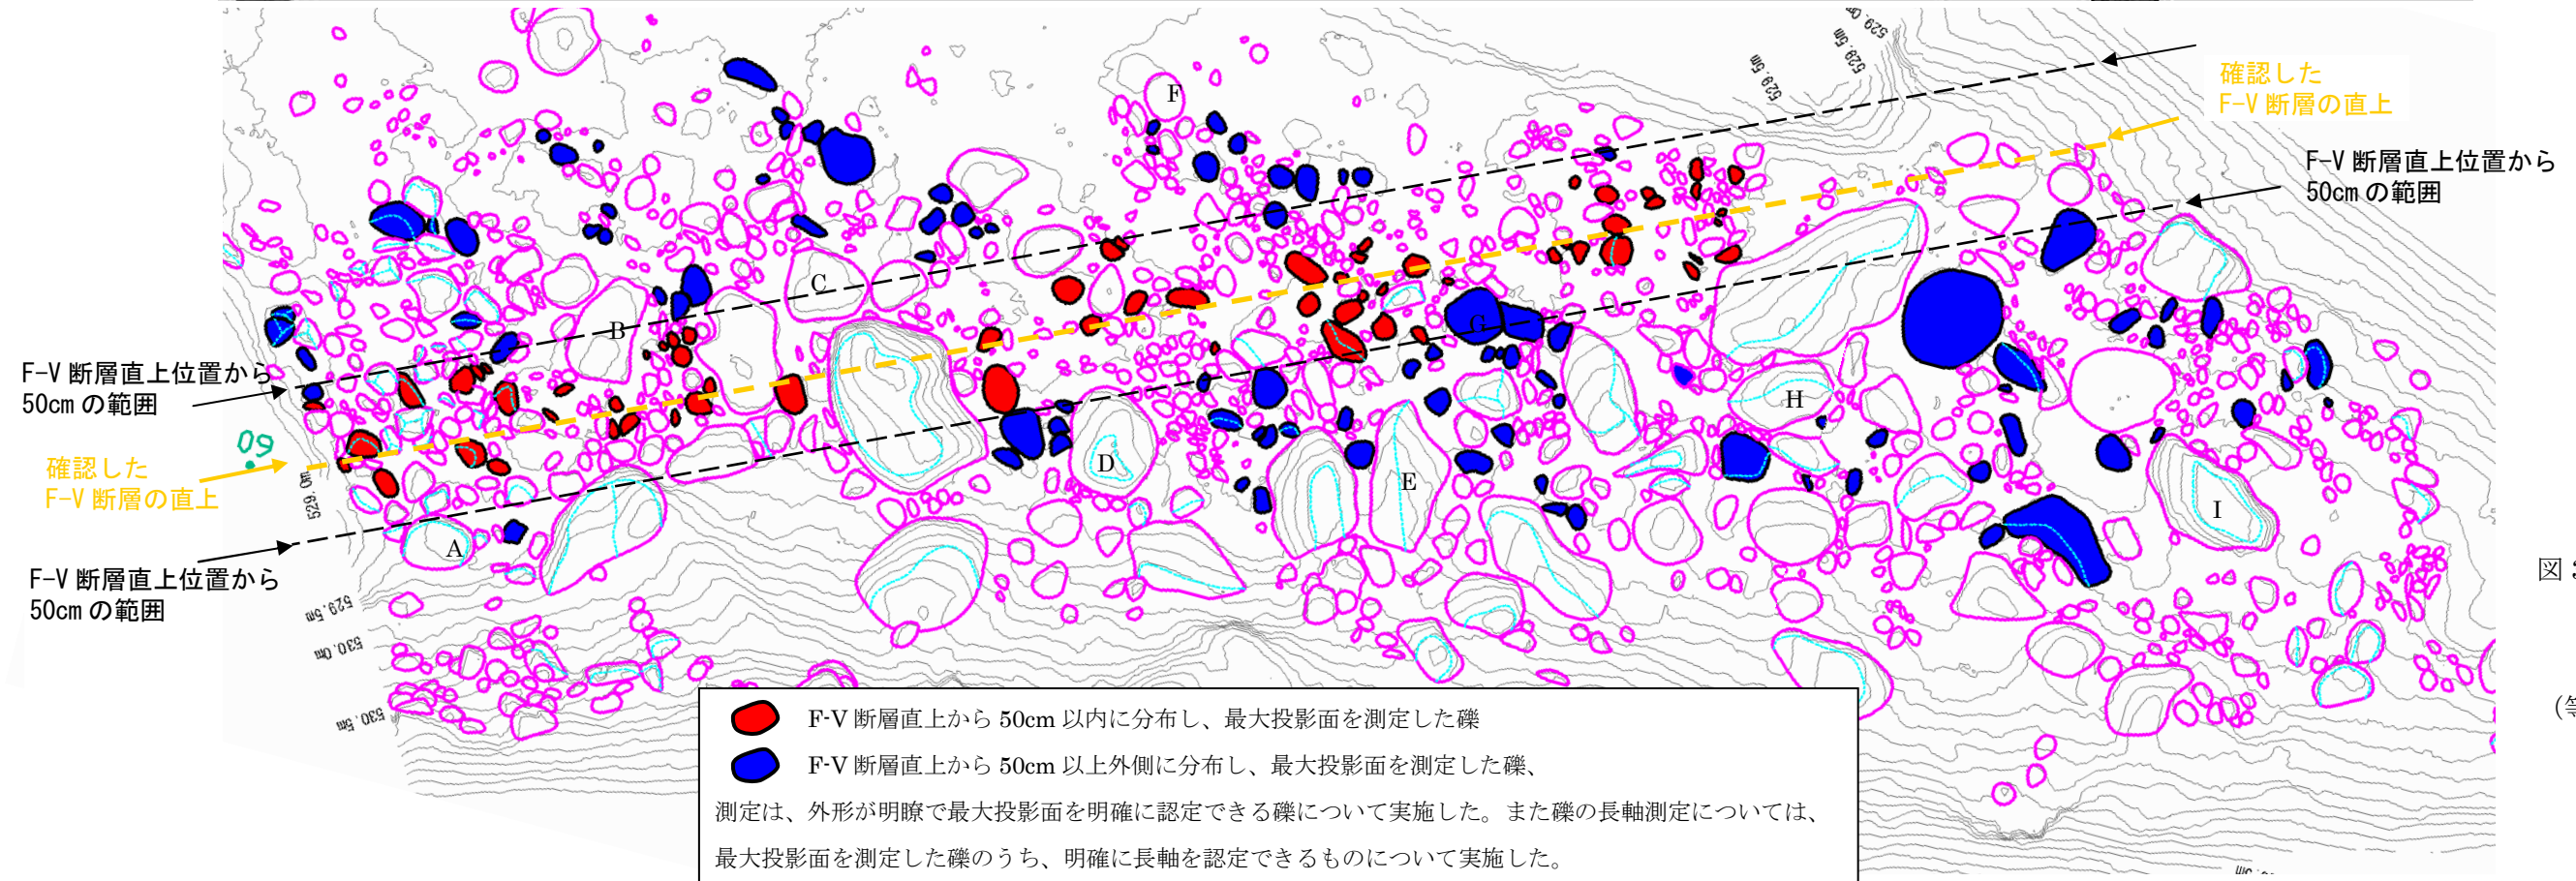 529.0m
529.5m
529.5m
529.5m
確認した
F-V 断層の直上
F-V 断層直上位置から
50cm の範囲
F
C
B
G
F-V 断層直上位置から
50cm の範囲
H
09
確認した
F-V 断層の直上
D
E
529.0m
I
A
F-V 断層直上位置から
50cm の範囲
図
529.5m
530.0m
530.5m
(等
F-V 断層直上から 50cm 以内に分布し、最大投影面を測定した礫
F-V 断層直上から 50cm 以上外側に分布し、最大投影面を測定した礫、
測定は、外形が明瞭で最大投影面を明確に認定できる礫について実施した。また礫の長軸測定については、
最大投影面を測定した礫のうち、明確に長軸を認定できるものについて実施した。